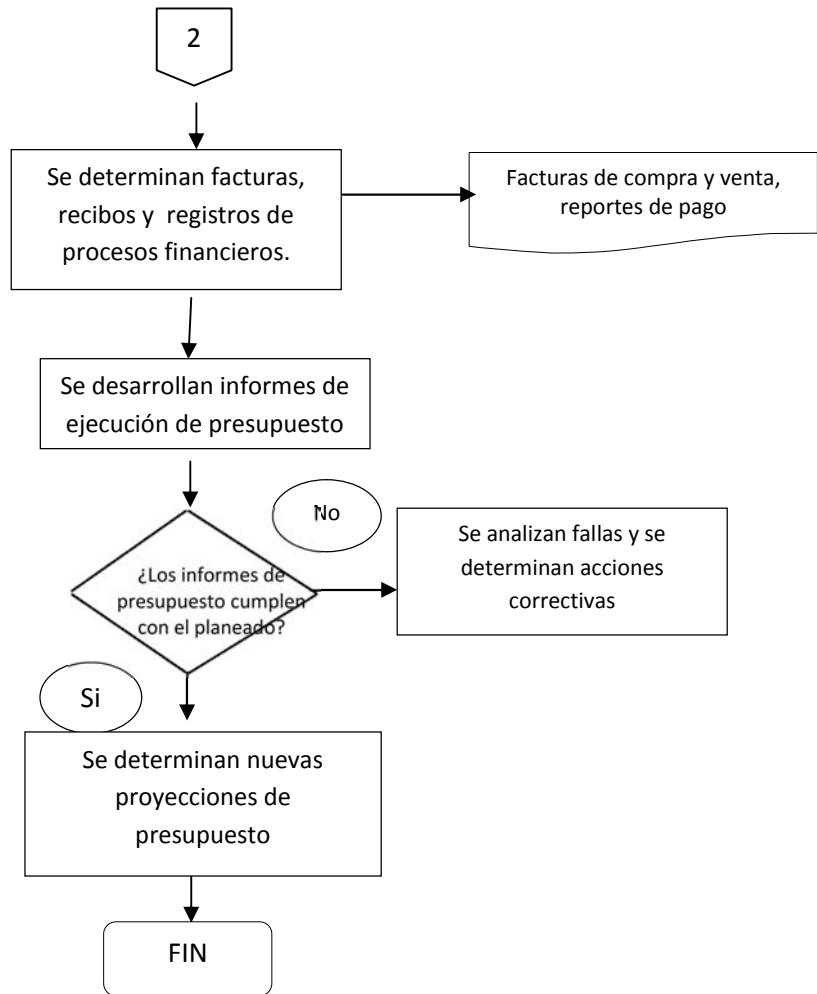 2
Se determinan facturas,
recibos y registros de
procesos financieros.
Facturas de compra y venta,
reportes de pago
Se desarrollan informes de
ejecución de presupuesto
No
¿Los informes de
presupuesto cumplen
con el planeado?
Se analizan fallas y se
determinan acciones
correctivas
Si
Se determinan nuevas
proyecciones de
presupuesto
FIN